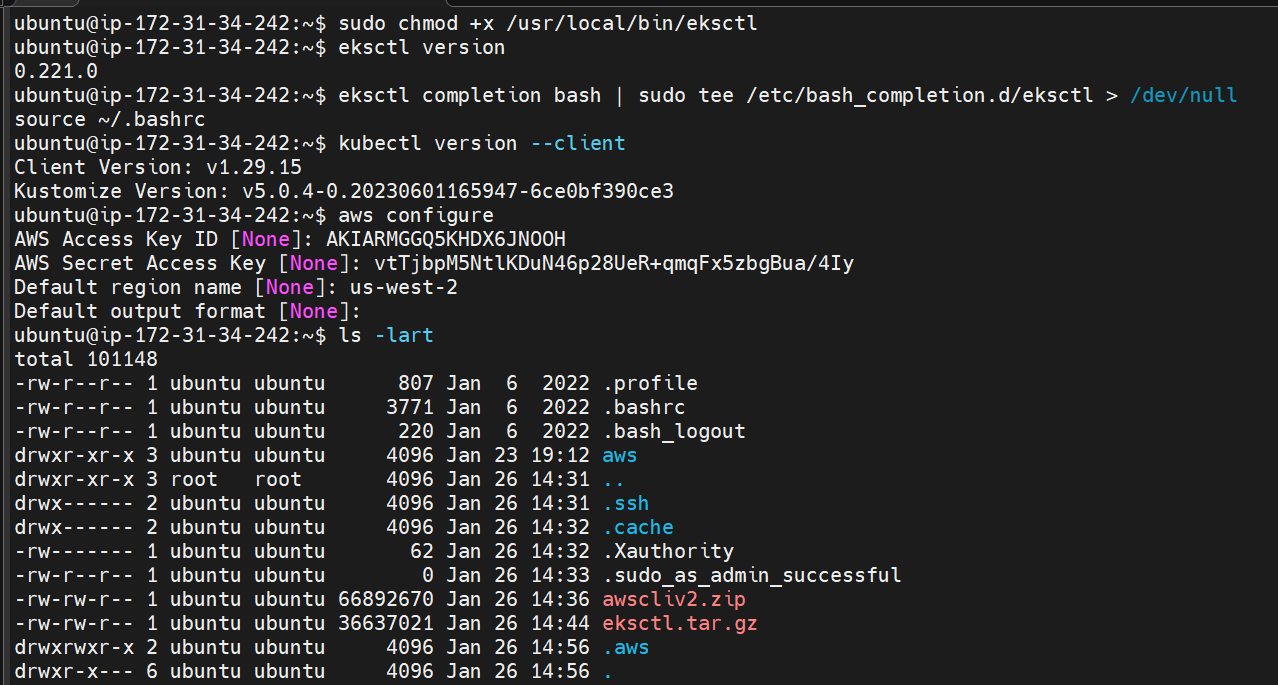 ubuntu@ip-172-31-34-242:~$ sudo chmod +x /usr/local/bin/eksctl
ubuntu@ip-172-31-34-242:~$ eksctl version
0.221.0
ubuntu@ip-172-31-34-242:~$ eksctl completion bash | sudo tee /etc/bash_completion.d/eksctl > /dev/null
source ~/.bashrc
ubuntu@ip-172-31-34-242:~$ kubectl version --client
Client Version: v1.29.15
Kustomize Version: v5.0.4-0.20230601165947-6ce0bf390ce3
ubuntu@ip-172-31-34-242:~$ aws configure
AWS Access Key ID [None]: AKIARMGGQ5KHDX6JNOOH
AWS Secret Access Key [None]: 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
Default region name [None]: us-west-2
Default output format [None]:
ubuntu@ip-172-31-34-242:~$ ls -lart
total 101148
-rw-r--r-- 1 ubuntu ubuntu      807 Jan  6  2022 .profile
-rw-r--r-- 1 ubuntu ubuntu     3771 Jan  6  2022 .bashrc
-rw-r--r-- 1 ubuntu ubuntu      220 Jan  6  2022 .bash_logout
drwxr-xr-x 3 ubuntu ubuntu     4096 Jan 23 19:12 aws
drwxr-xr-x 3 root   root       4096 Jan 26 14:31 ..
drwx------ 2 ubuntu ubuntu     4096 Jan 26 14:31 .ssh
drwx------ 2 ubuntu ubuntu     4096 Jan 26 14:32 .cache
-rw------- 1 ubuntu ubuntu       62 Jan 26 14:32 .Xauthority
-rw-r--r-- 1 ubuntu ubuntu        0 Jan 26 14:33 .sudo_as_admin_successful
-rw-rw-r-- 1 ubuntu ubuntu 66892670 Jan 26 14:36 awscliv2.zip
-rw-rw-r-- 1 ubuntu ubuntu 36637021 Jan 26 14:44 eksctl.tar.gz
drwxrwxr-x 2 ubuntu ubuntu     4096 Jan 26 14:56 .aws
drwxr-x--- 6 ubuntu ubuntu     4096 Jan 26 14:56 .